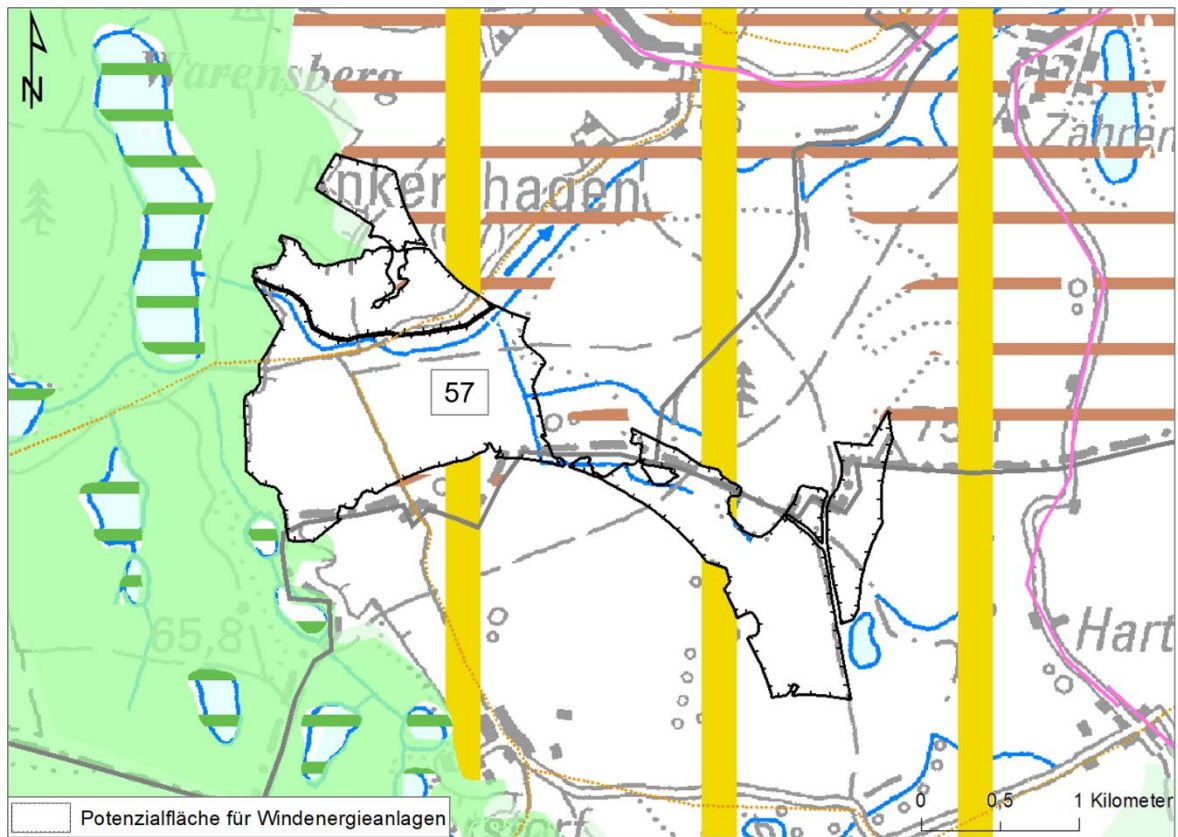 N
Warensberg
Ankershagen
Zahren
57
65,8
Hart
0 0,5 1 Kilometer
Potenzialfläche für Windenergieanlagen